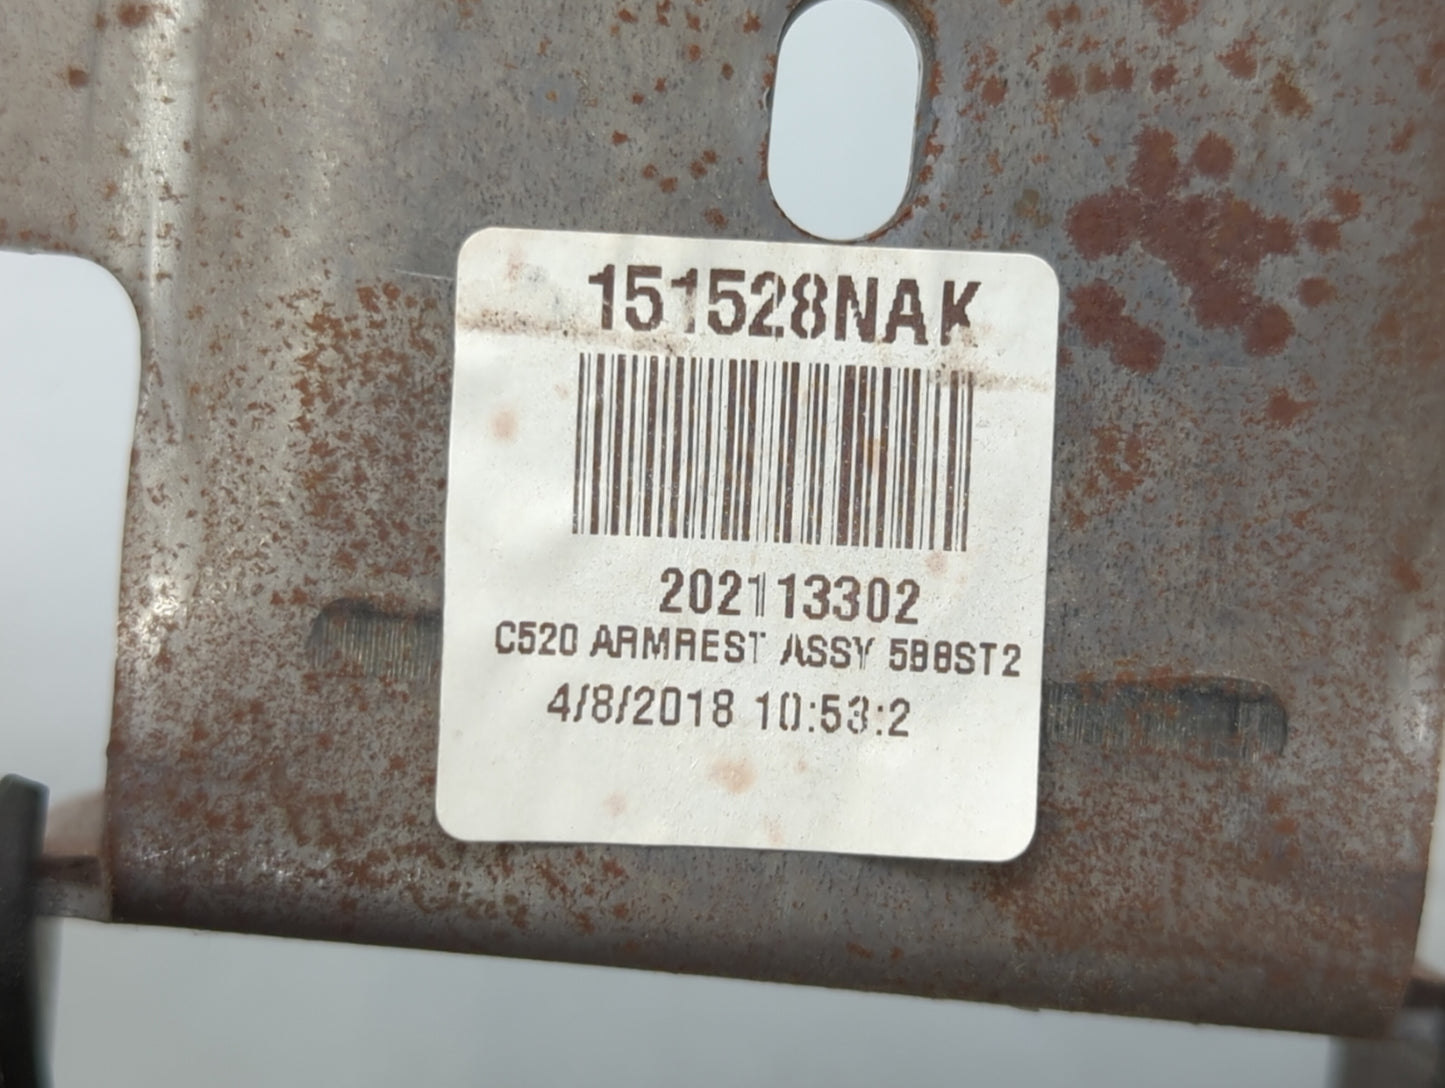 151528NAK
202113302
C520 ARMREST ASSY 5B8ST2
4/8/2018 10:53:2